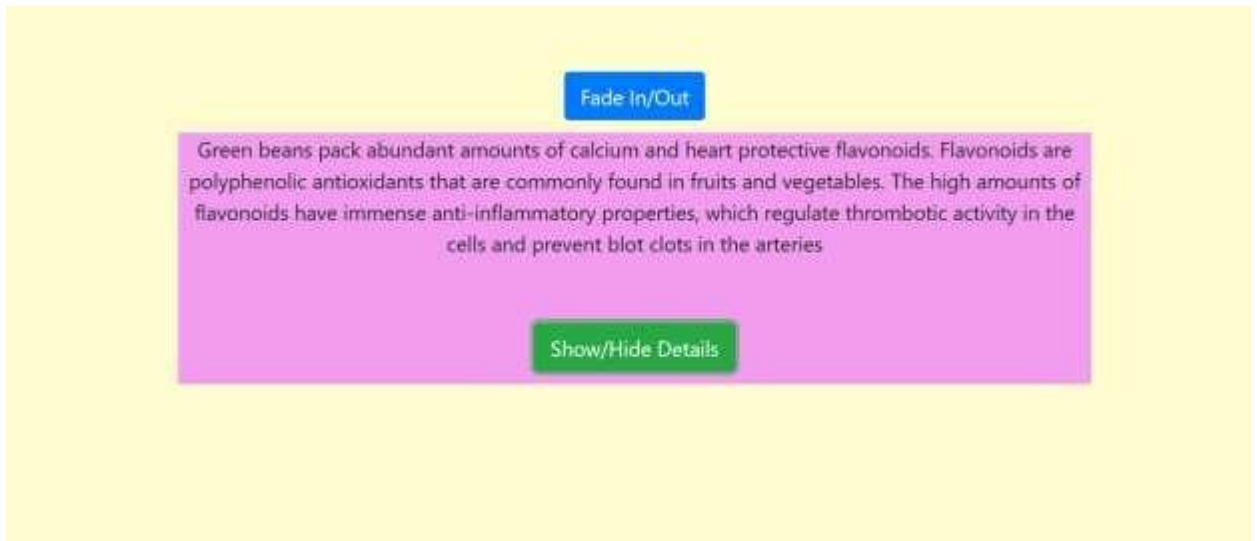 Fade In/Out
Green beans pack abundant amounts of calcium and heart protective flavonoids. Flavonoids are
polyphenolic antioxidants that are commonly found in fruits and vegetables. The high amounts of
flavonoids have immense anti-inflammatory properties, which regulate thrombotic activity in the
cells and prevent blot clots in the arteries
Show/Hide Details